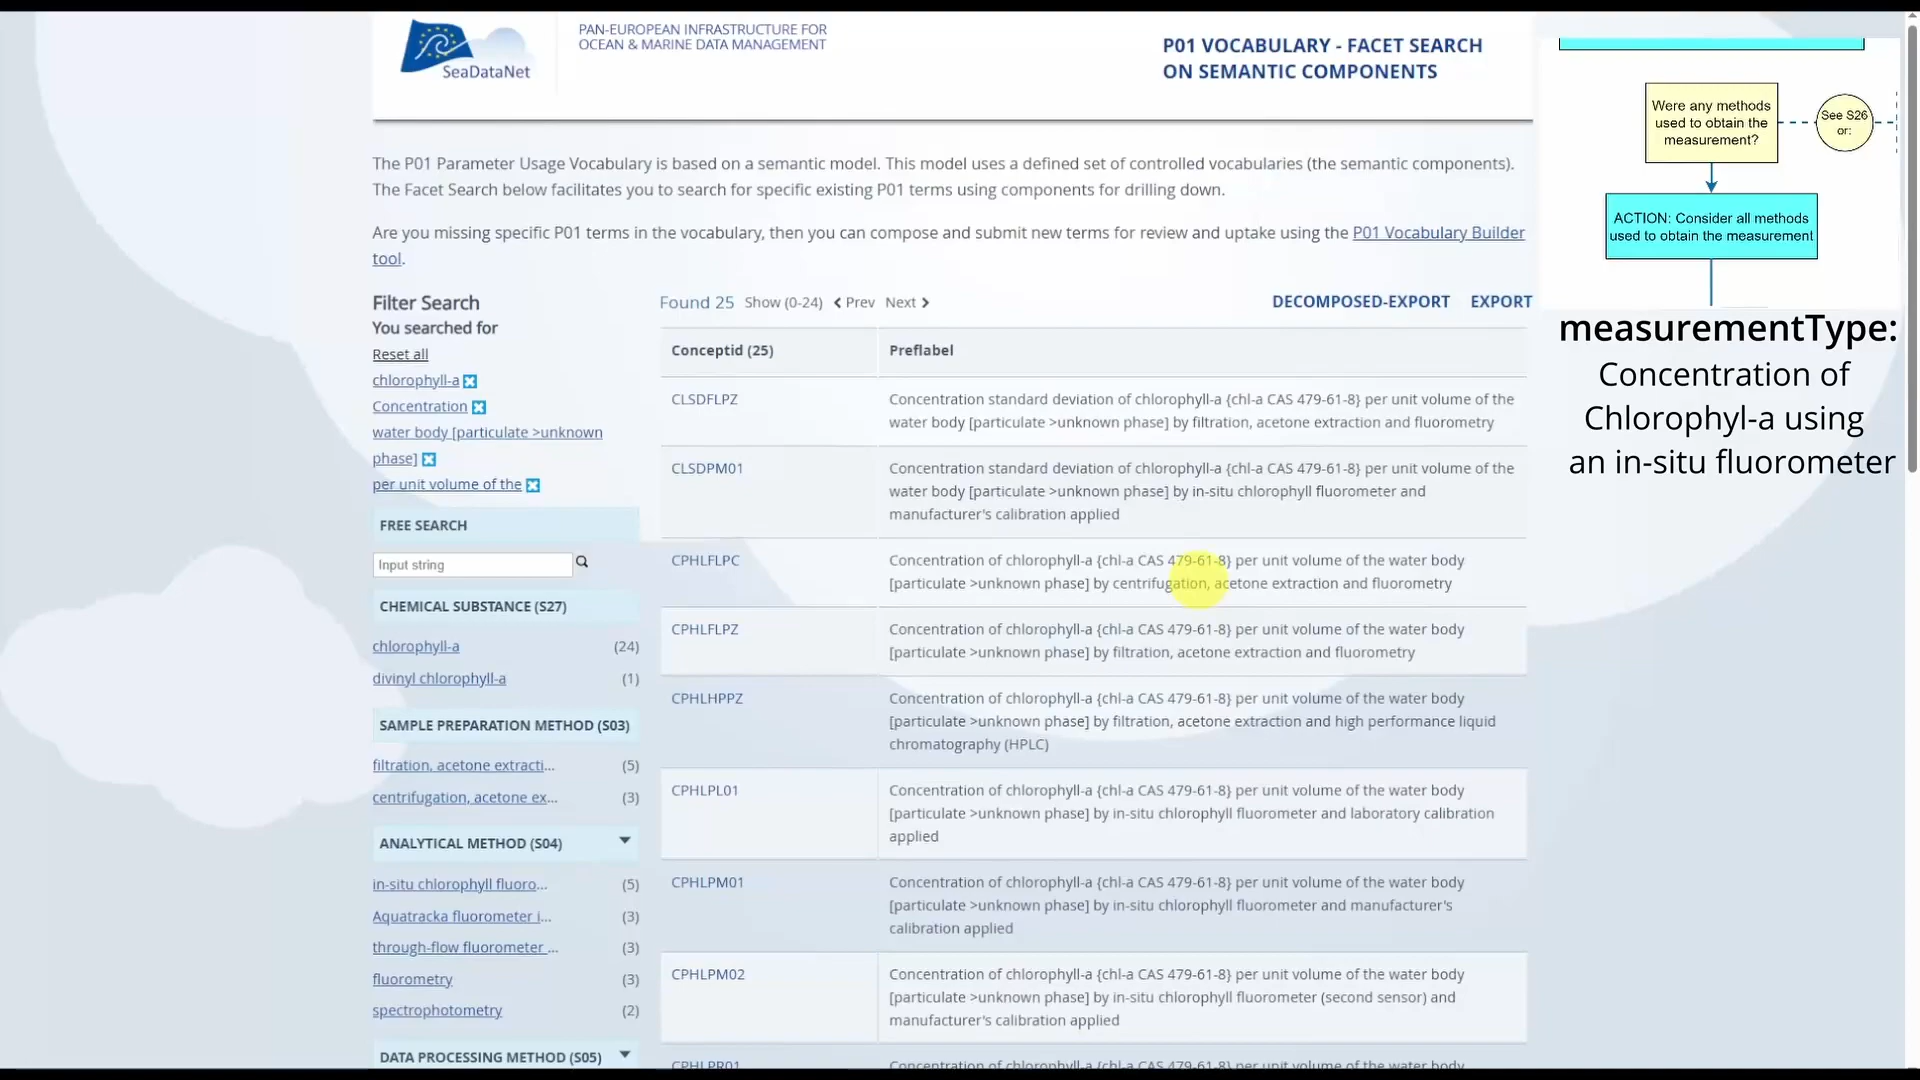 SeaDataNet
PAN-EUROPEAN INFRASTRUCTURE FOR
OCEAN & MARINE DATA MANAGEMENT
P01 VOCABULARY - FACET SEARCH
ON SEMANTIC COMPONENTS
The P01 Parameter Usage Vocabulary is based on a semantic model. This model uses a defined set of controlled vocabularies (the semantic components).
The Facet Search below facilitates you to search for specific existing P01 terms using components for drilling down.
Are you missing specific P01 terms in the vocabulary, then you can compose and submit new terms for review and uptake using the P01 Vocabulary Builder
tool.
Filter Search
You searched for
Reset all
chlorophyll-a
Concentration
water body [particulate >unknown
phase]
per unit volume of the
FREE SEARCH
Input string
CHEMICAL SUBSTANCE (S27)
chlorophyll-a (24)
divinyl chlorophyll-a (1)
SAMPLE PREPARATION METHOD (S03)
filtration, acetone extracti... (5)
centrifugation, acetone ex... (3)
ANALYTICAL METHOD (S04)
in-situ chlorophyll fluoro... (5)
Aquatracka fluorometer i... (3)
through-flow fluorometer ... (3)
fluorometry (3)
spectrophotometry (2)
DATA PROCESSING METHOD (S05)
Found 25 Show (0-24) Prev Next DECOMPOSED-EXPORT EXPORT
Conceptid (25) Preflabel
CLSDFLPZ Concentration standard deviation of chlorophyll-a {chl-a CAS 479-61-8} per unit volume of the
water body [particulate >unknown phase] by filtration, acetone extraction and fluorometry
CLSDPM01 Concentration standard deviation of chlorophyll-a {chl-a CAS 479-61-8} per unit volume of the
water body [particulate >unknown phase] by in-situ chlorophyll fluorometer and
manufacturer's calibration applied
CPHLFLPC Concentration of chlorophyll-a {chl-a CAS 479-61-8} per unit volume of the water body
[particulate >unknown phase] by centrifugation, acetone extraction and fluorometry
CPHLFLPZ Concentration of chlorophyll-a {chl-a CAS 479-61-8} per unit volume of the water body
[particulate >unknown phase] by filtration, acetone extraction and fluorometry
CPHLHPPZ Concentration of chlorophyll-a {chl-a CAS 479-61-8} per unit volume of the water body
[particulate >unknown phase] by filtration, acetone extraction and high performance liquid
chromatography (HPLC)
CPHLPL01 Concentration of chlorophyll-a {chl-a CAS 479-61-8} per unit volume of the water body
[particulate >unknown phase] by in-situ chlorophyll fluorometer and laboratory calibration
applied
CPHLPM01 Concentration of chlorophyll-a {chl-a CAS 479-61-8} per unit volume of the water body
[particulate >unknown phase] by in-situ chlorophyll fluorometer and manufacturer's
calibration applied
CPHLPM02 Concentration of chlorophyll-a {chl-a CAS 479-61-8} per unit volume of the water body
[particulate >unknown phase] by in-situ chlorophyll fluorometer (second sensor) and
manufacturer's calibration applied
CPHLPR01 Concentration of chlorophyll-a {chl-a CAS 479-61-8} per unit volume of the water body
Were any methods
used to obtain the
measurement?
See S26
or:
ACTION: Consider all methods
used to obtain the measurement
measurementType:
Concentration of
Chlorophyl-a using
an in-situ fluorometer